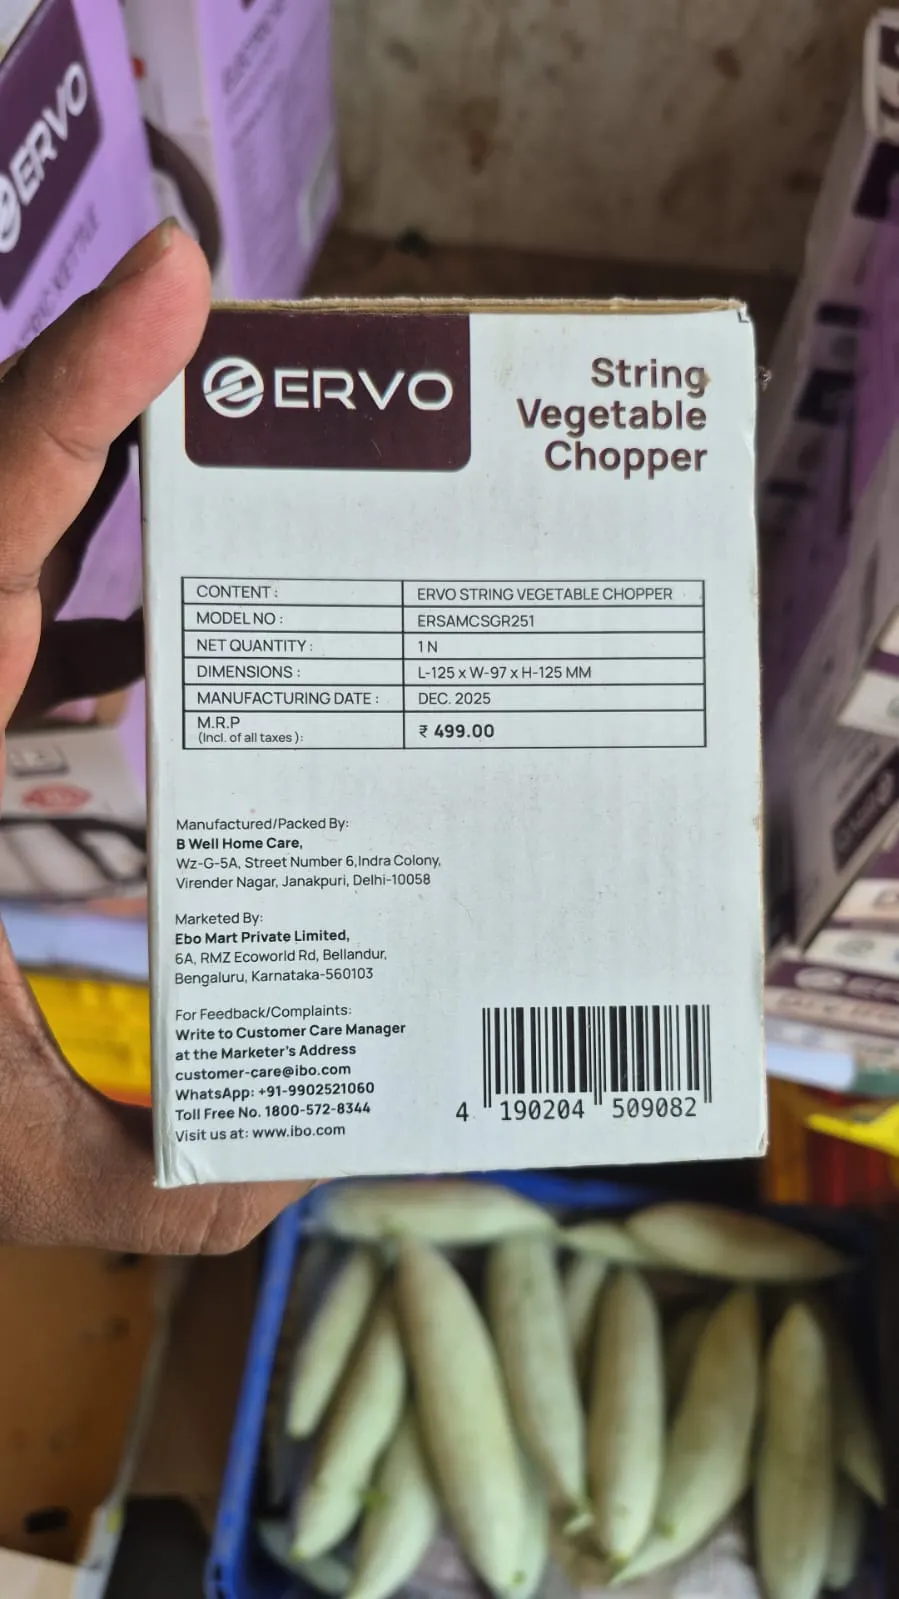 ERVO
ERVO
String
Vegetable
Chopper
CONTENT : ERVO STRING VEGETABLE CHOPPER
MODEL NO : ERSAMCSGR251
NET QUANTITY : 1 N
DIMENSIONS : L-125 x W-97 x H-125 MM
MANUFACTURING DATE : DEC. 2025
M.R.P ₹ 499.00
(Incl. of all taxes ):
Manufactured/Packed By:
B Well Home Care,
Wz-G-5A, Street Number 6,Indra Colony,
Virender Nagar, Janakpuri, Delhi-10058
Marketed By:
Ebo Mart Private Limited,
6A, RMZ Ecoworld Rd, Bellandur,
Bengaluru, Karnataka-560103
For Feedback/Complaints:
Write to Customer Care Manager
at the Marketer's Address
customer-care@ibo.com
WhatsApp: +91-9902521060
Toll Free No. 1800-572-8344
Visit us at: www.ibo.com
4 190204 509082